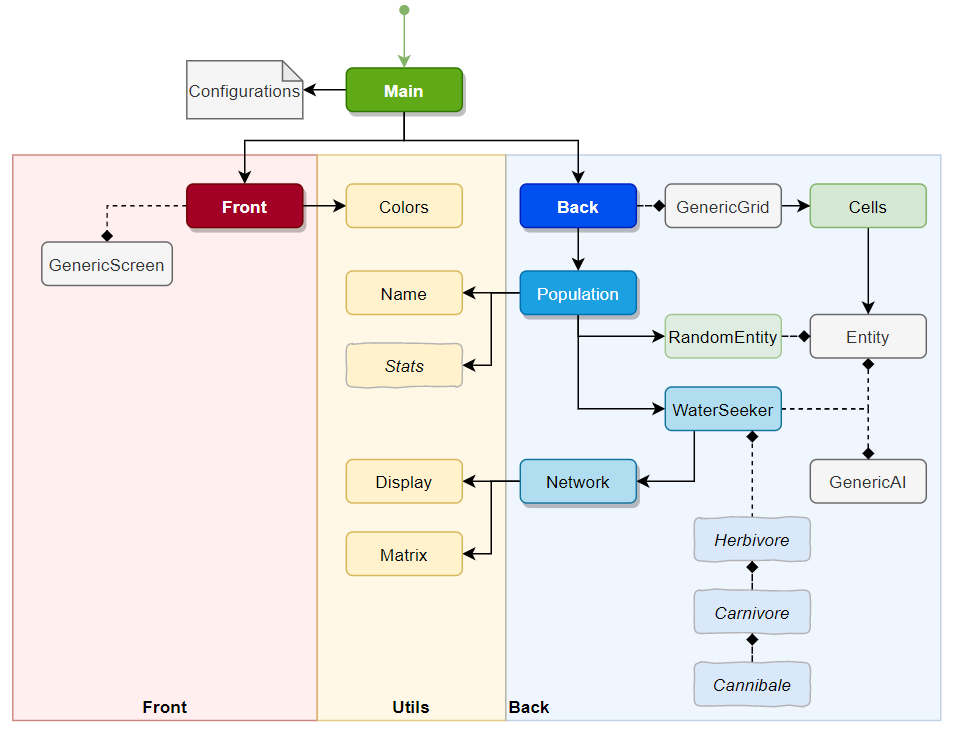 Main
Configurations
Front
Colors
Back
GenericGrid
Cells
GenericScreen
Name
Population
Stats
RandomEntity
Entity
WaterSeeker
Display
Network
GenericAI
Matrix
Herbivore
Carnivore
Cannibale
Front
Utils
Back